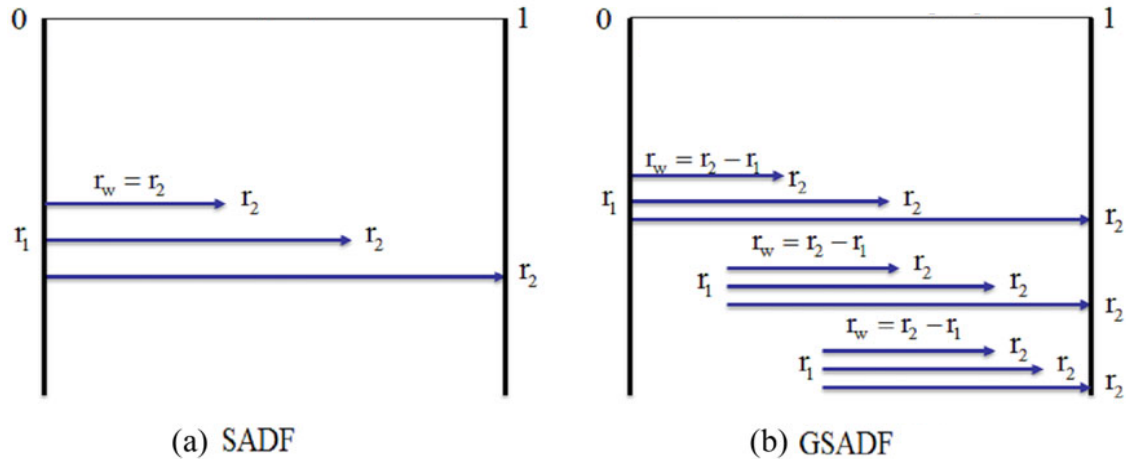 0
1
r_w = r_2
r_2
r_1
r_2
r_2
(a) SADF
0
1
r_w = r_2 − r_1
r_2
r_1
r_2
r_2
r_w = r_2 − r_1
r_2
r_1
r_2
r_2
r_w = r_2 − r_1
r_2
r_1
r_2
r_2
(b) GSADF